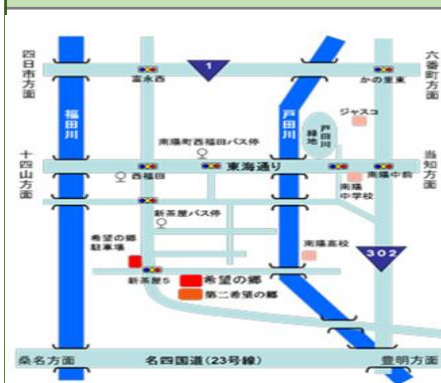 四日市方面
1
六番町方面
富永西
かの里東
福田川
戸田川
ジャスコ
戸田川
緑地
南陽町西福田バス停
十四山方面
東海通り
当知方面
西福田
南陽中前
南陽
中学校
新茶屋バス停
希望の郷
駐車場
南陽高校
302
新茶屋5
希望の郷
第二希望の郷
桑名方面
名四国道(23号線)
豊明方面